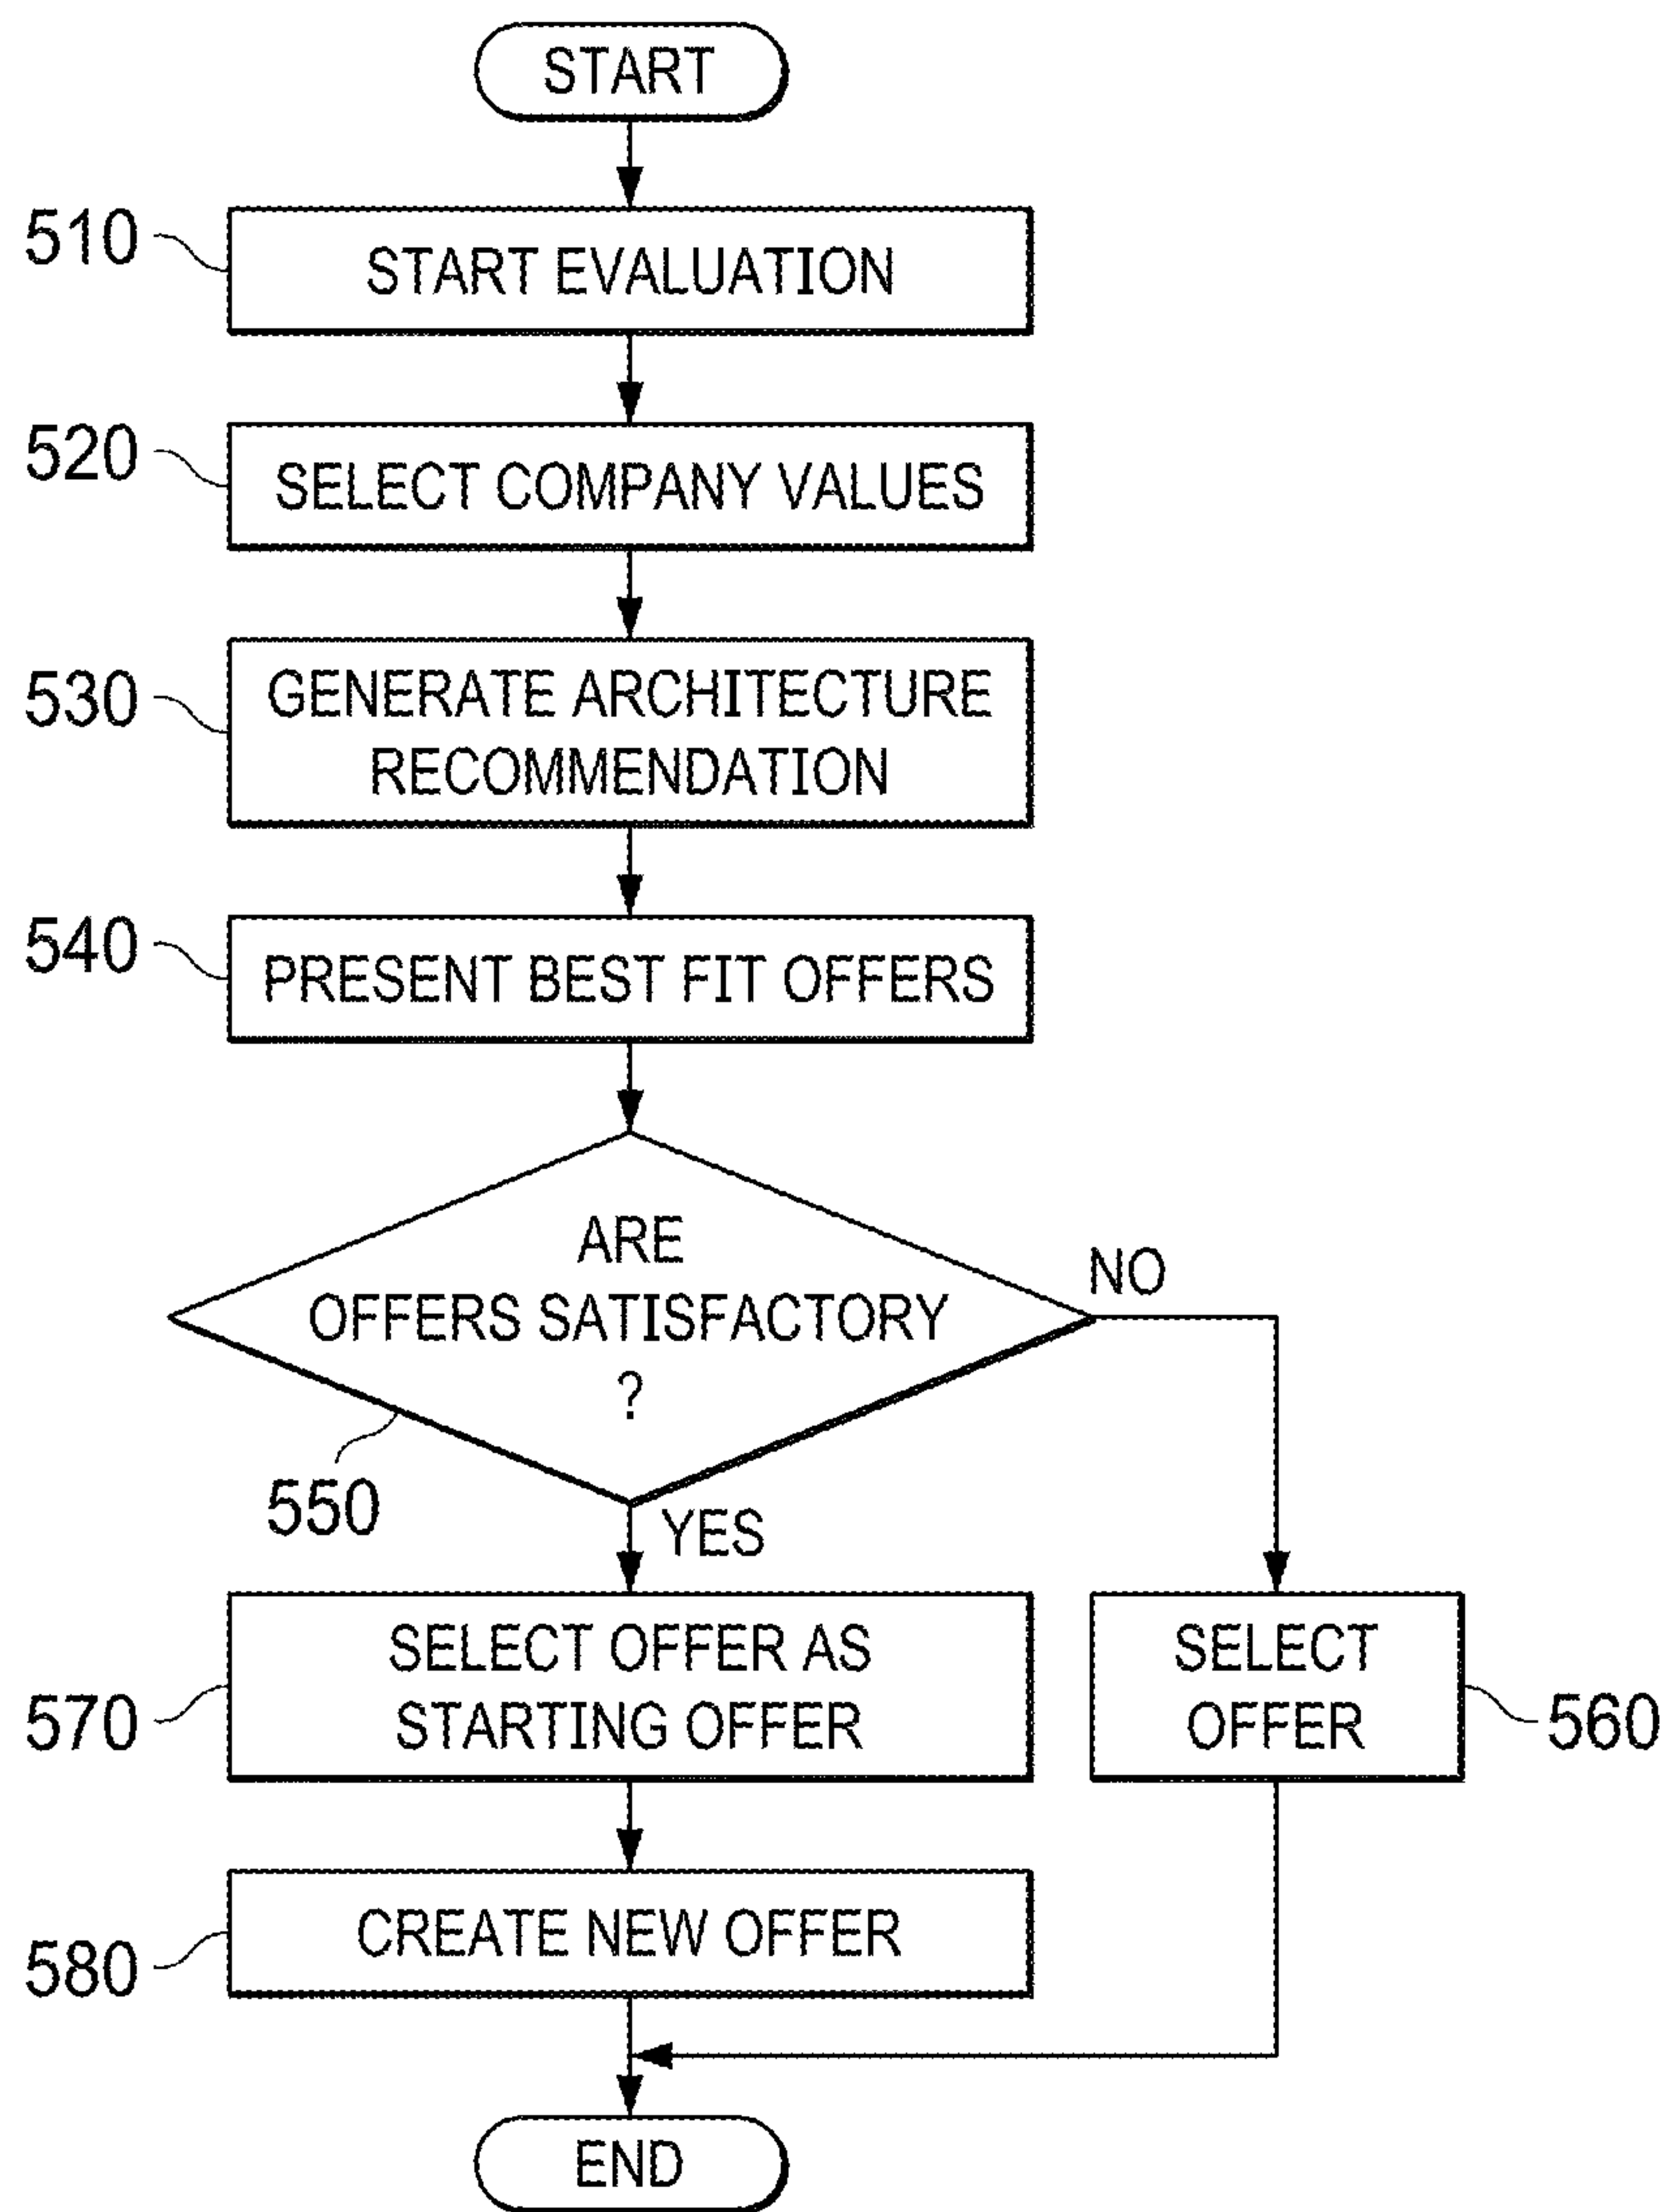 START
510
START EVALUATION
520
SELECT COMPANY VALUES
530
GENERATE ARCHITECTURE
RECOMMENDATION
540
PRESENT BEST FIT OFFERS
ARE
OFFERS SATISFACTORY
?
NO
550
YES
570
SELECT OFFER AS
STARTING OFFER
SELECT
OFFER
560
580
CREATE NEW OFFER
END